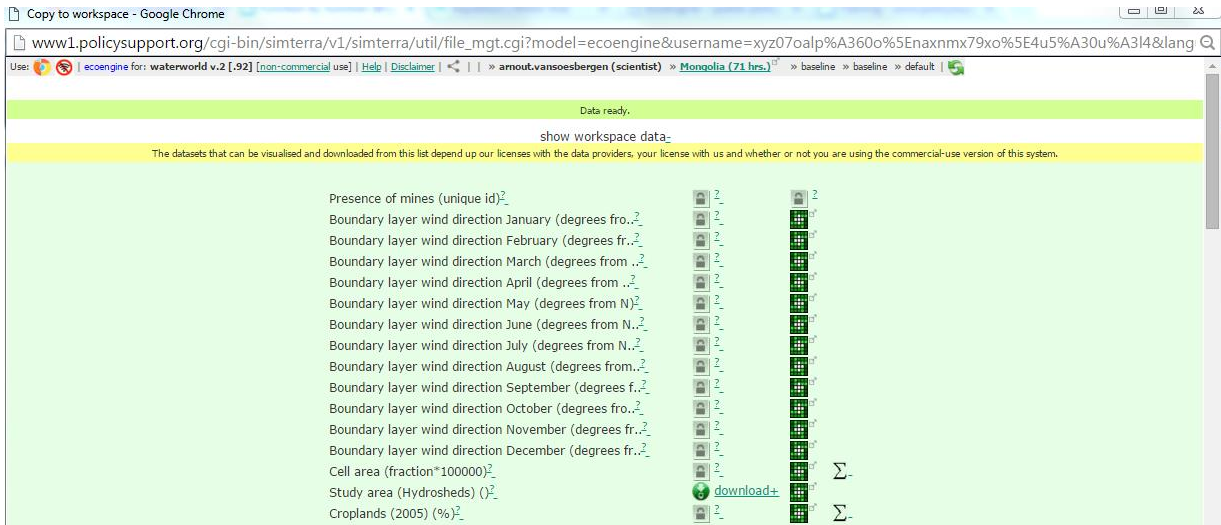 Copy to workspace - Google Chrome
www1.policysupport.org/cgi-bin/simterra/v1/simterra/util/file_mgt.cgi?model=ecoengine&username=xyz07oalp%A360o%5Enaxnmx79xo%5E4u5%A30u%A3l4&lang
Use: | ecoengine for: waterworld v.2 [.92] [non-commercial use] | Help | Disclaimer | | | » arnout.vansoesbergen (scientist) » Mongolia (71 hrs.) » baseline » baseline » default |
Data ready.
show workspace data-
The datasets that can be visualised and downloaded from this list depend up our licenses with the data providers, your license with us and whether or not you are using the commercial-use version of this system.
Presence of mines (unique id)?_ ?_ ?
Boundary layer wind direction January (degrees fro..?_ ?_
Boundary layer wind direction February (degrees fr..?_ ?_
Boundary layer wind direction March (degrees from ..?_ ?_
Boundary layer wind direction April (degrees from ..?_ ?_
Boundary layer wind direction May (degrees from N)?_ ?_
Boundary layer wind direction June (degrees from N..?_ ?_
Boundary layer wind direction July (degrees from N..?_ ?_
Boundary layer wind direction August (degrees from..?_ ?_
Boundary layer wind direction September (degrees f..?_ ?_
Boundary layer wind direction October (degrees fro..?_ ?_
Boundary layer wind direction November (degrees fr..?_ ?_
Boundary layer wind direction December (degrees fr..?_ ?_
Cell area (fraction*100000)?_ ?_ Σ-
Study area (Hydrosheds) ()?_ download+
Croplands (2005) (%)?_ ?_ Σ-